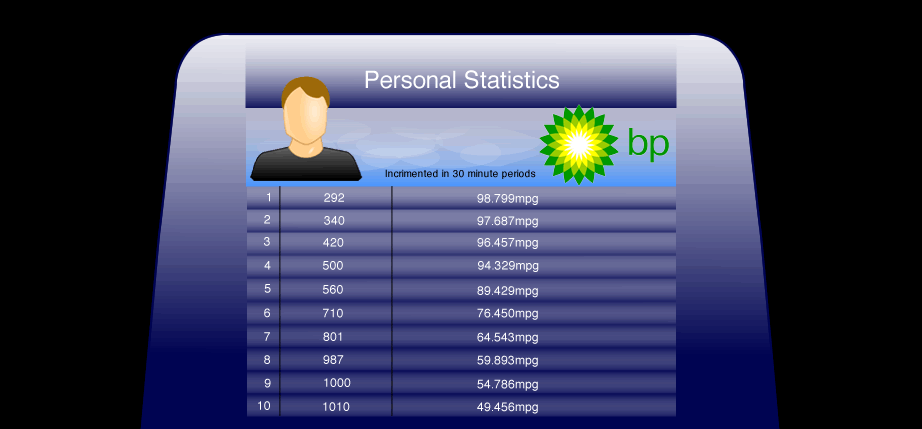 Personal Statistics
bp
Incrimented in 30 minute periods
1 292 98.799mpg
2 340 97.687mpg
3 420 96.457mpg
4 500 94.329mpg
5 560 89.429mpg
6 710 76.450mpg
7 801 64.543mpg
8 987 59.893mpg
9 1000 54.786mpg
10 1010 49.456mpg